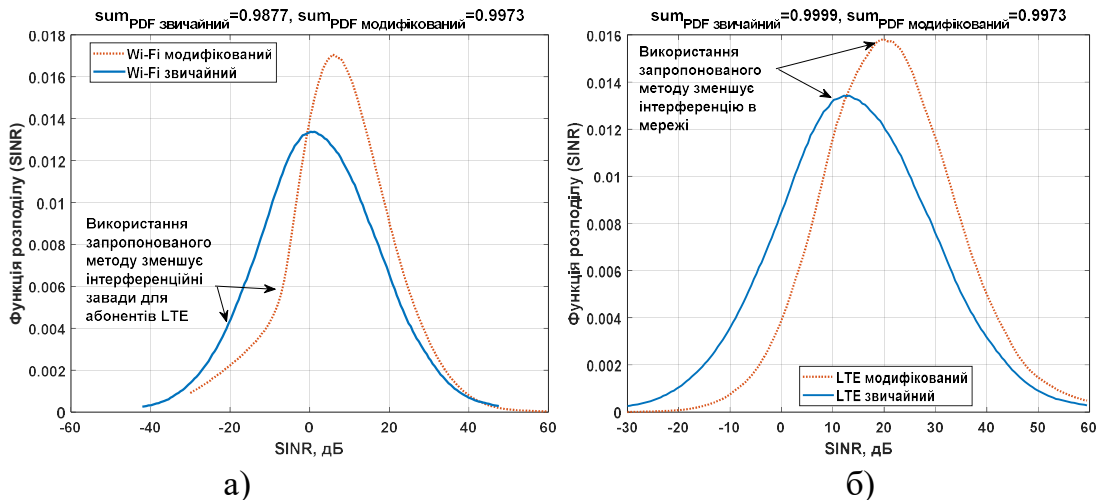 sumPDF звичайний=0.9877, sumPDF модифікований=0.9973
0.018
0.016
0.014
0.012
0.01
0.008
0.006
0.004
0.002
0
Функція розподілу (SINR)
Wi-Fi модифікований
Wi-Fi звичайний
Використання
запропонованого
методу зменшує
інтерференційні
завади для
абонентів LTE
-60
-40
-20
0
20
40
60
SINR, дБ
а)
sumPDF звичайний=0.9999, sumPDF модифікований=0.9973
0.016
0.014
0.012
0.01
0.008
0.006
0.004
0.002
0
Функція розподілу (SINR)
Використання
запропонованого
методу зменшує
інтерференцію в
мережі
LTE модифікований
LTE звичайний
-30
-20
-10
0
10
20
30
40
50
60
SINR, дБ
б)